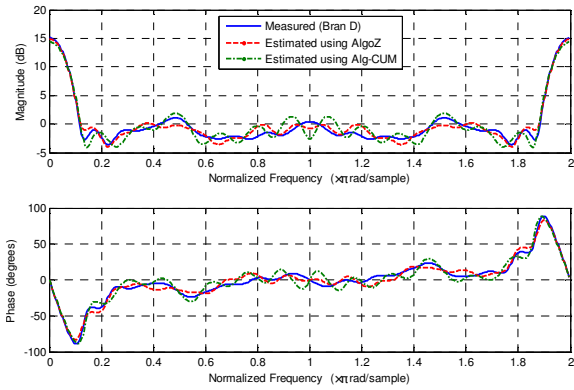 Magnitude (dB)
20
15
10
5
0
-5
Measured (Bran D)
Estimated using AlgoZ
Estimated using Alg-CUM
0 0.2 0.4 0.6 0.8 1 1.2 1.4 1.6 1.8 2
Normalized Frequency (×π rad/sample)
Phase (degrees)
100
50
0
-50
-100
0 0.2 0.4 0.6 0.8 1 1.2 1.4 1.6 1.8 2
Normalized Frequency (×π rad/sample)